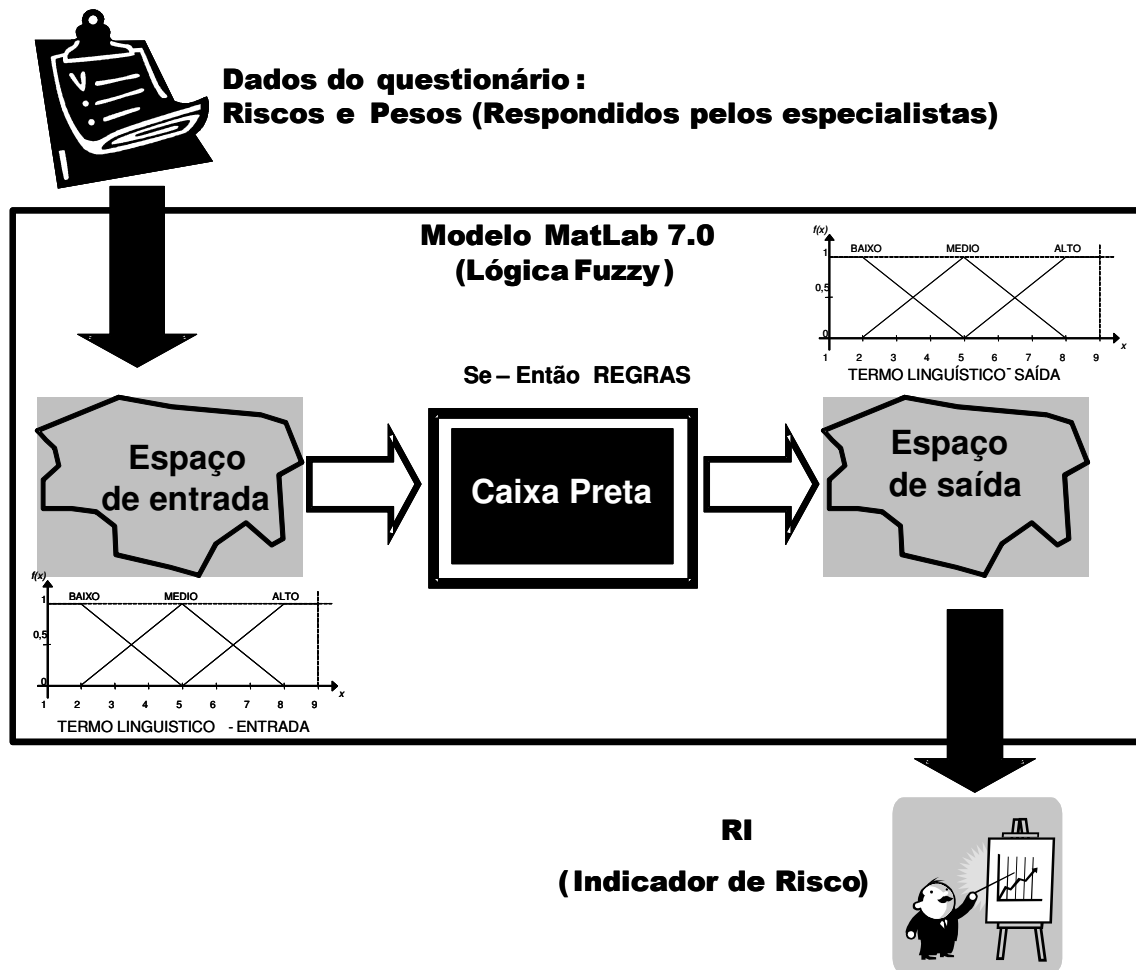 Dados do questionário :
Riscos e Pesos (Respondidos pelos especialistas)
Modelo MatLab 7.0
(Lógica Fuzzy)
f(x)
BAIXO MEDIO ALTO
1
0,5
0
1 2 3 4 5 6 7 8 9
x
TERMO LINGUÍSTICO - SAÍDA
Se – Então REGRAS
Espaço
de entrada
Caixa Preta
Espaço
de saída
f(x)
BAIXO MEDIO ALTO
1
0,5
0
1 2 3 4 5 6 7 8 9
x
TERMO LINGUISTICO - ENTRADA
RI
(Indicador de Risco)